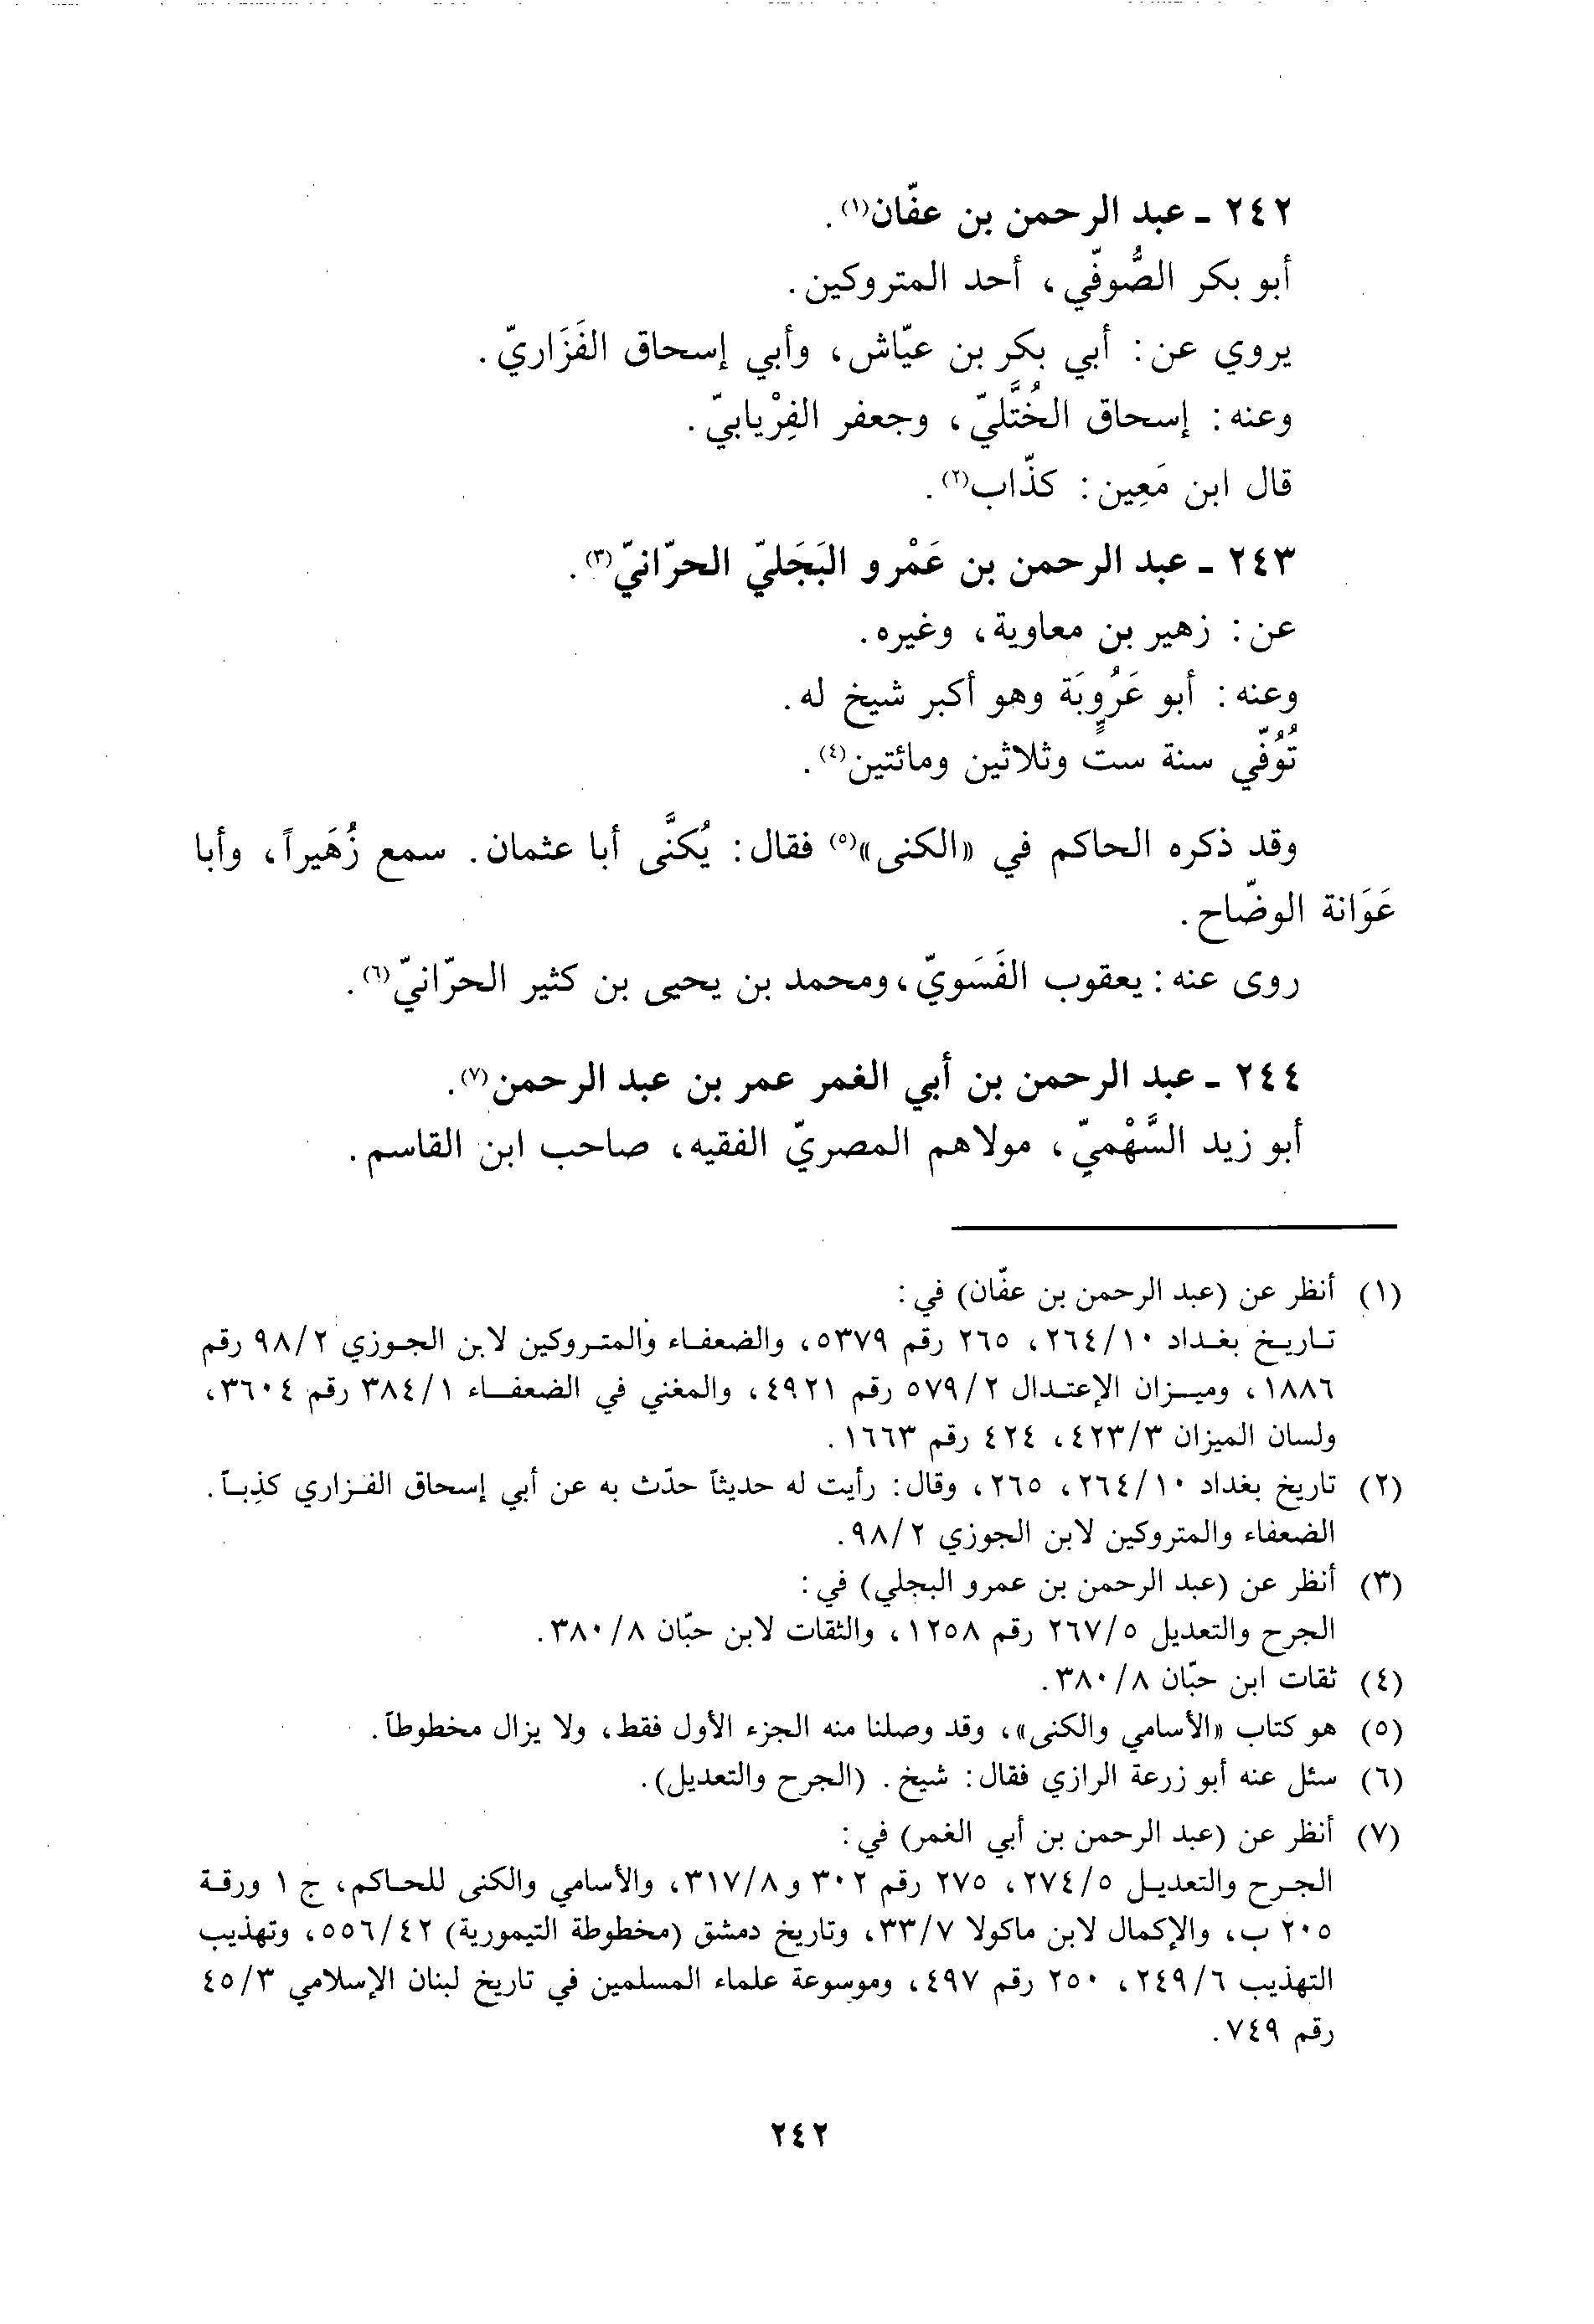 ٢٤٢ ـ عبد الرحمن بن عفّان(١).
أبو بكر الصُّوفّي، أحد المتروكين.
يروي عن: أبي بكر بن عيّاش، وأبي إسحاق الفَزَاريّ.
وعنه: إسحاق الخُتَّليّ، وجعفر الفِرْيابيّ.
قال ابن مَعِين: كذّاب(٢).
٢٤٣ ـ عبد الرحمن بن عَمْرو البَجَليّ الحرّانيّ(٣).
عن: زهير بن معاوية، وغيره.
وعنه: أبو عَرُوبَة وهو أكبر شيخ له.
تُوُفّي سنة ستٍّ وثلاثين ومائتين(٤).
وقد ذكره الحاكم في «الكنى»(٥) فقال: يُكنَّى أبا عثمان. سمع زُهَيراً، وأبا
عَوَانة الوضّاح.
روى عنه: يعقوب الفَسَويّ، ومحمد بن يحيى بن كثير الحرّانيّ(٦).
٢٤٤ ـ عبد الرحمن بن أبي الغمر عمر بن عبد الرحمن(٧).
أبو زيد السَّهْميّ، مولاهم المصريّ الفقيه، صاحب ابن القاسم.
(١) أنظر عن (عبد الرحمن بن عفّان) في:
تاريخ بغداد ٢٦٤/١٠، ٢٦٥ رقم ٥٣٧٩، والضعفاء والمتروكين لابن الجوزي ٩٨/٢ رقم
١٨٨٦، وميزان الإعتدال ٥٧٩/٢ رقم ٤٩٢١، والمغني في الضعفاء ٣٨٤/١ رقم ٣٦٠٤،
ولسان الميزان ٤٢٣/٣، ٤٢٤ رقم ١٦٦٣.
(٢) تاريخ بغداد ٢٦٤/١٠، ٢٦٥، وقال: رأيت له حديثاً حدّث به عن أبي إسحاق الفزاري كذِباً.
الضعفاء والمتروكين لابن الجوزي ٩٨/٢.
(٣) أنظر عن (عبد الرحمن بن عمرو البجلي) في:
الجرح والتعديل ٢٦٧/٥ رقم ١٢٥٨، والثقات لابن حبّان ٣٨٠/٨.
(٤) ثقات ابن حبّان ٣٨٠/٨.
(٥) هو كتاب «الأسامي والكنى»، وقد وصلنا منه الجزء الأول فقط، ولا يزال مخطوطاً.
(٦) سئل عنه أبو زرعة الرازي فقال: شيخ. (الجرح والتعديل).
(٧) أنظر عن (عبد الرحمن بن أبي الغمر) في:
الجرح والتعديل ٢٧٤/٥، ٢٧٥ رقم ٣٠٢ و ٣١٧/٨، والأسامي والكنى للحاكم، ج ١ ورقة
٢٠٥ ب، والإكمال لابن ماكولا ٣٣/٧، وتاريخ دمشق (مخطوطة التيمورية) ٥٥٦/٤٢، وتهذيب
التهذيب ٢٤٩/٦، ٢٥٠ رقم ٤٩٧، وموسوعة علماء المسلمين في تاريخ لبنان الإسلامي ٤٥/٣
رقم ٧٤٩.
٢٤٢